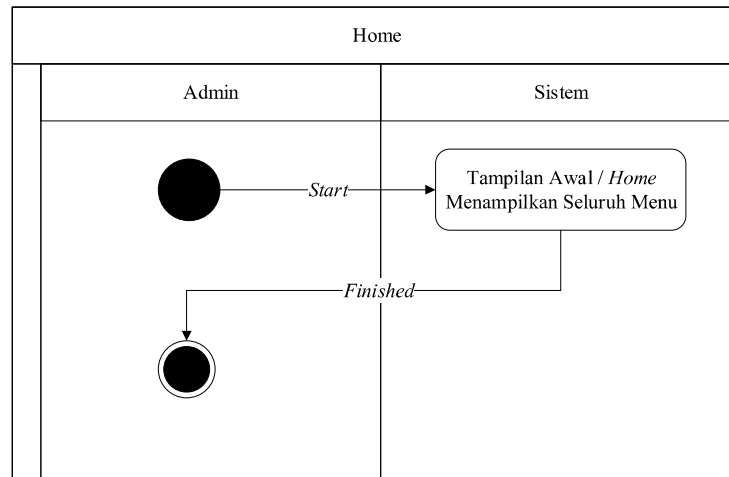 Home
Admin
Sistem
Start
Tampilan Awal / Home
Menampilkan Seluruh Menu
Finished